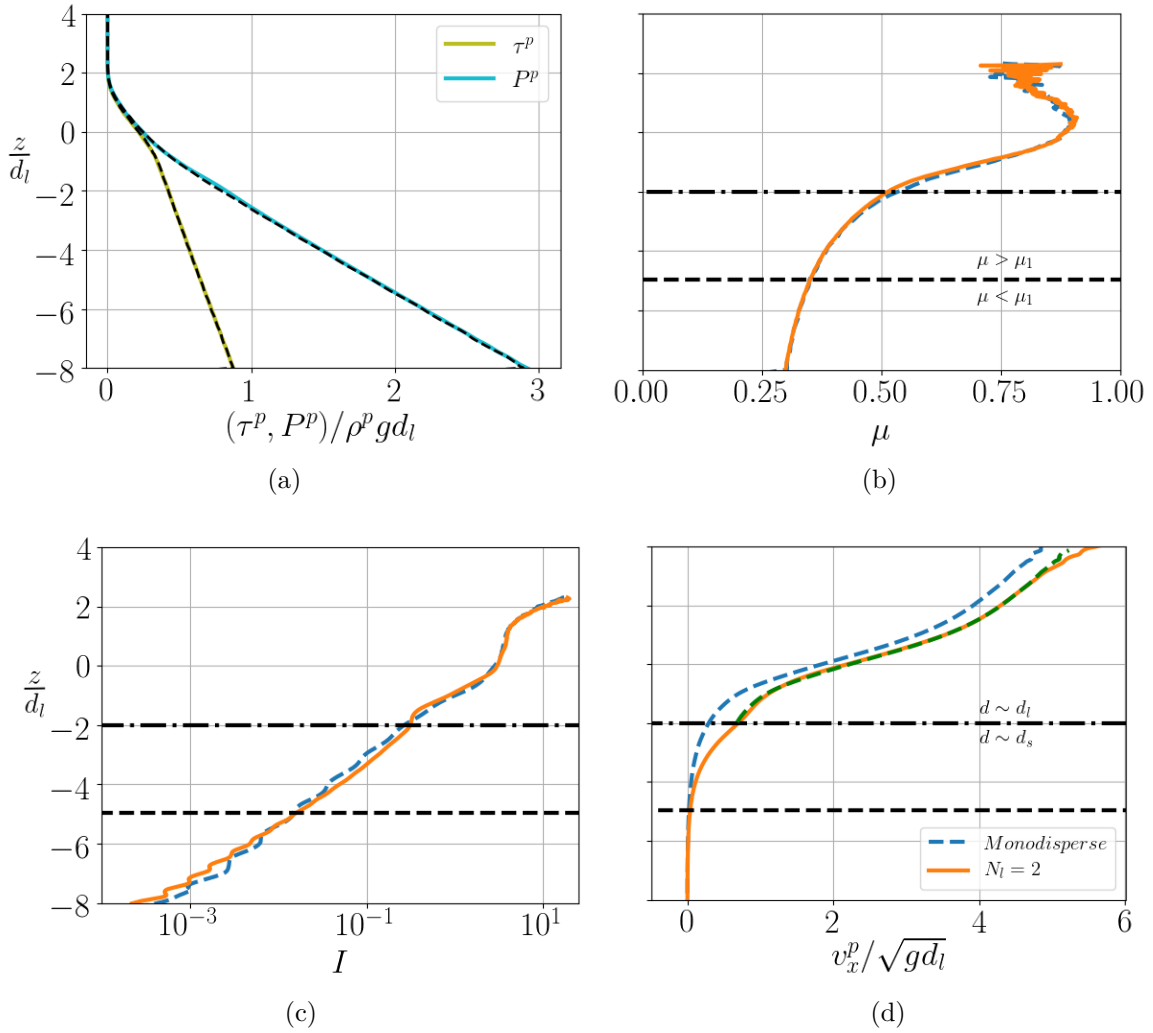 4
2
0
−2
−4
−6
−8
z/d_l
τ^p
P^p
0 1 2 3
(τ^p, P^p)/ρ^p g d_l
(a)
μ > μ_1
μ < μ_1
0.00 0.25 0.50 0.75 1.00
μ
(b)
4
2
0
−2
−4
−6
−8
z/d_l
10^{-3} 10^{-1} 10^1
I
(c)
d ∼ d_l
d ∼ d_s
Monodisperse
N_l = 2
0 2 4 6
v_x^p/√gd_l
(d)